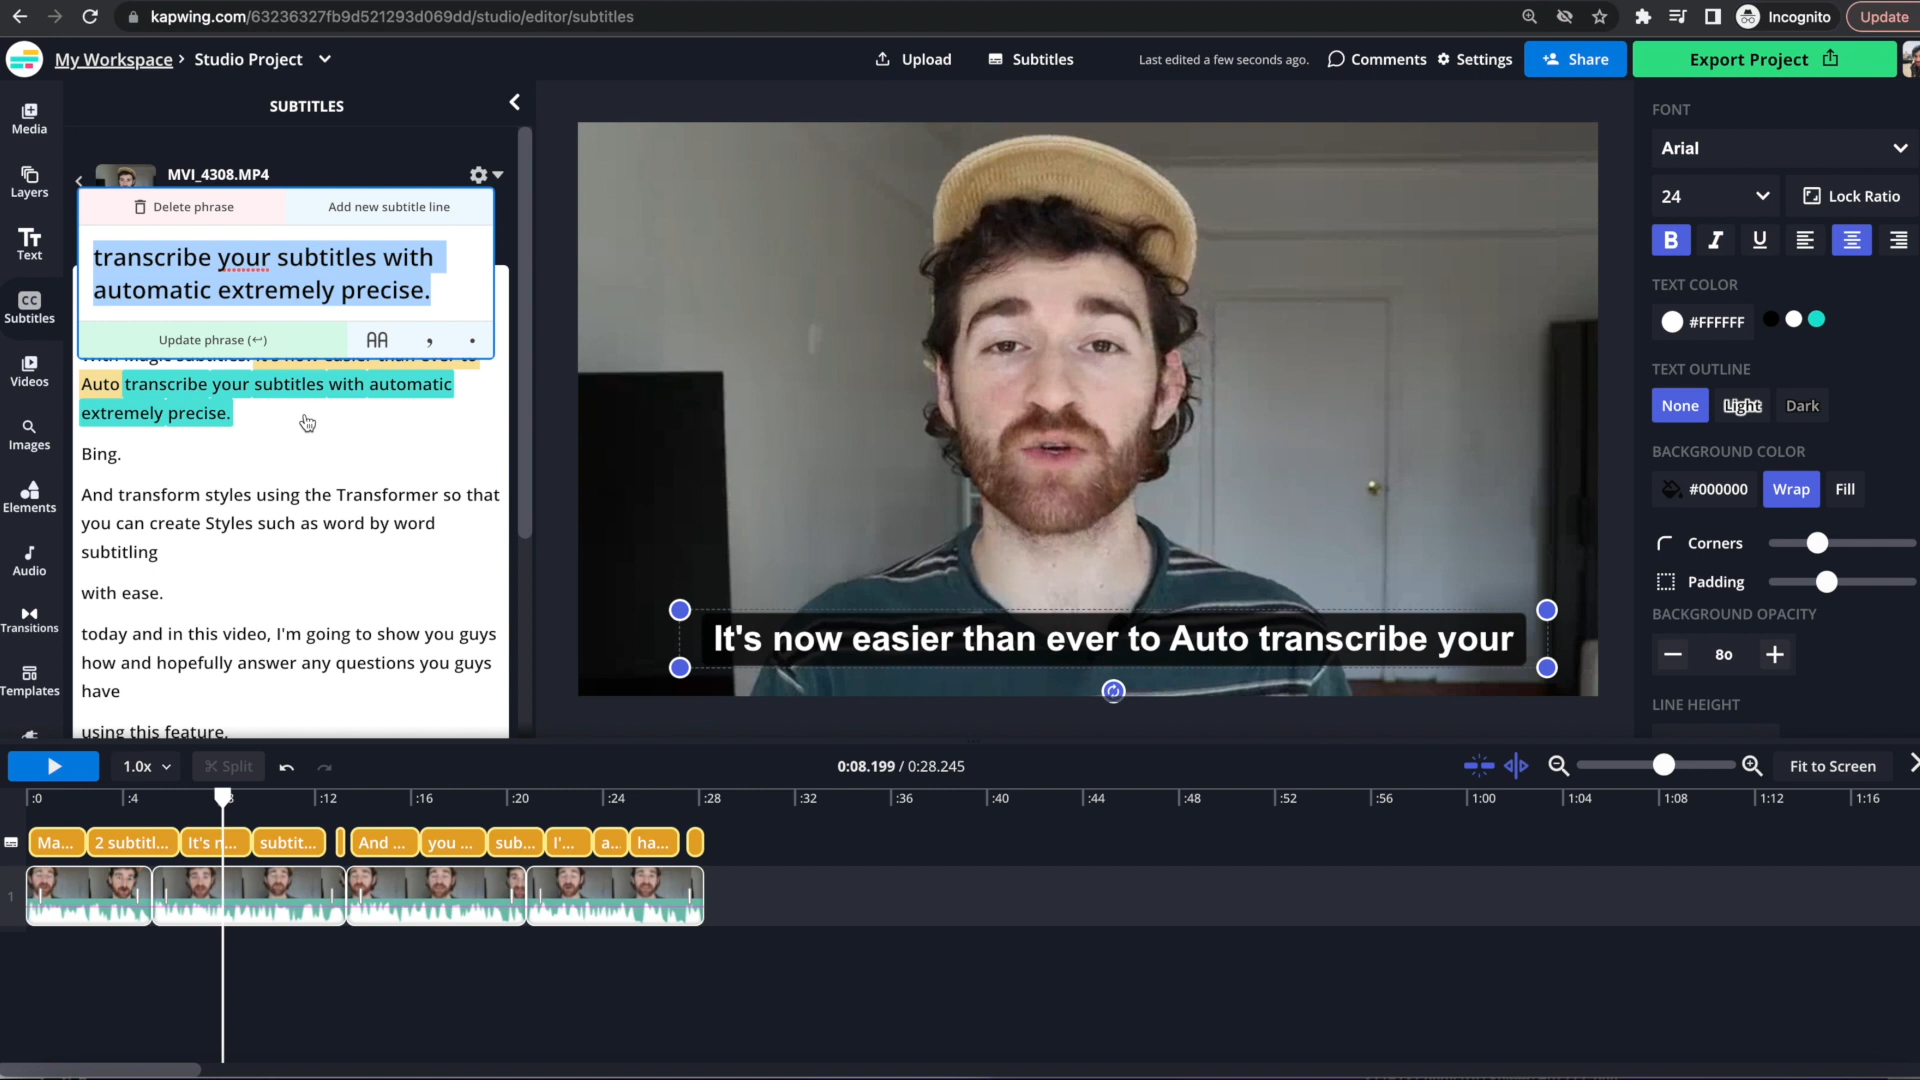 kapwing.com/63236327fb9d521293d069dd/studio/editor/subtitles
Incognito
Update
My Workspace › Studio Project
Upload
Subtitles
Last edited a few seconds ago.
Comments
Settings
Share
Export Project
Media
Layers
Text
CC
Subtitles
Videos
Images
Elements
Audio
Transitions
Templates
SUBTITLES
MVI_4308.MP4
Delete phrase
Add new subtitle line
transcribe your subtitles with
automatic extremely precise.
Update phrase (↩)
AA
,
.
Auto transcribe your subtitles with automatic
extremely precise.
Bing.
And transform styles using the Transformer so that
you can create Styles such as word by word
subtitling
with ease.
today and in this video, I'm going to show you guys
how and hopefully answer any questions you guys
have
using this feature.
It's now easier than ever to Auto transcribe your
FONT
Arial
24
Lock Ratio
B I U
TEXT COLOR
#FFFFFF
TEXT OUTLINE
None
Light
Dark
BACKGROUND COLOR
#000000
Wrap
Fill
Corners
Padding
BACKGROUND OPACITY
80
LINE HEIGHT
1.0x
Split
0:08.199 / 0:28.245
Fit to Screen
:0 :4 :12 :16 :20 :24 :28 :32 :36 :40 :44 :48 :52 :56 1:00 1:04 1:08 1:12 1:16
Ma... 2 subtitl... It's n... subtit... And ... you ... sub... I'... a... ha...
1